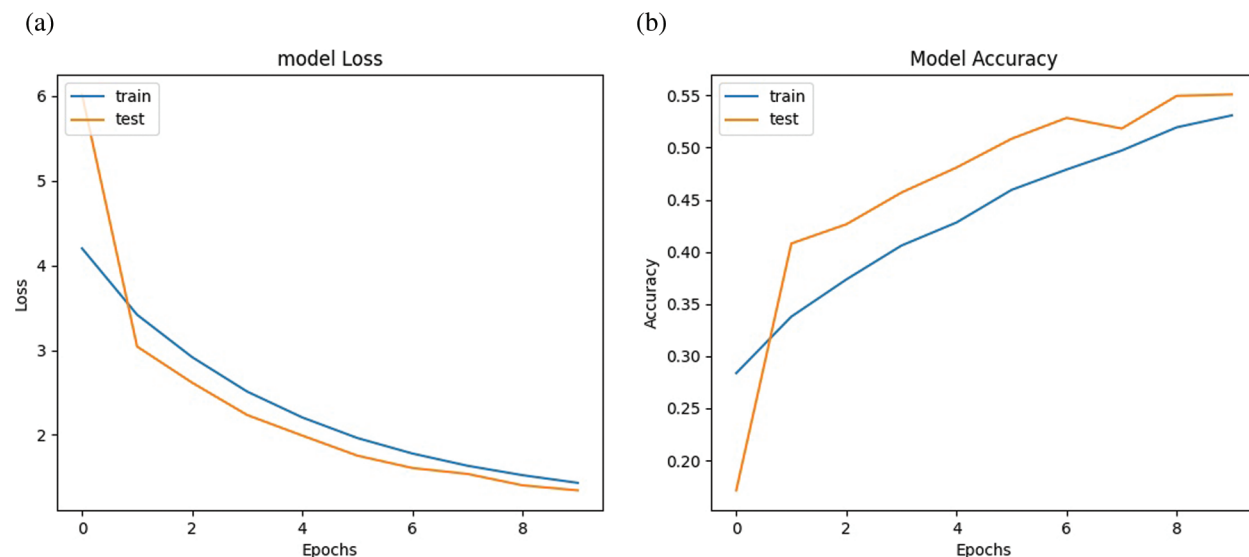 (a)
model Loss
train
test
6
5
4
3
2
Loss
0 2 4 6 8
Epochs
(b)
Model Accuracy
train
test
0.55
0.50
0.45
0.40
0.35
0.30
0.25
0.20
Accuracy
0 2 4 6 8
Epochs